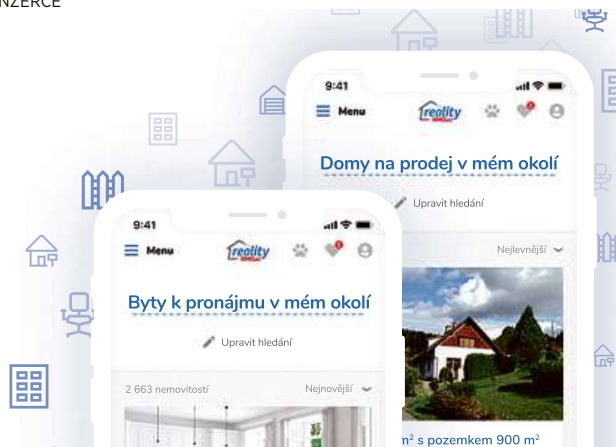 NZERCE
9:41
Menu
reality
Domy na prodej v mém okolí
Upravit hledání
Nejlevnější
m² s pozemkem 900 m²
9:41
Menu
reality
Byty k pronájmu v mém okolí
Upravit hledání
2 663 nemovitostí
Nejnovější